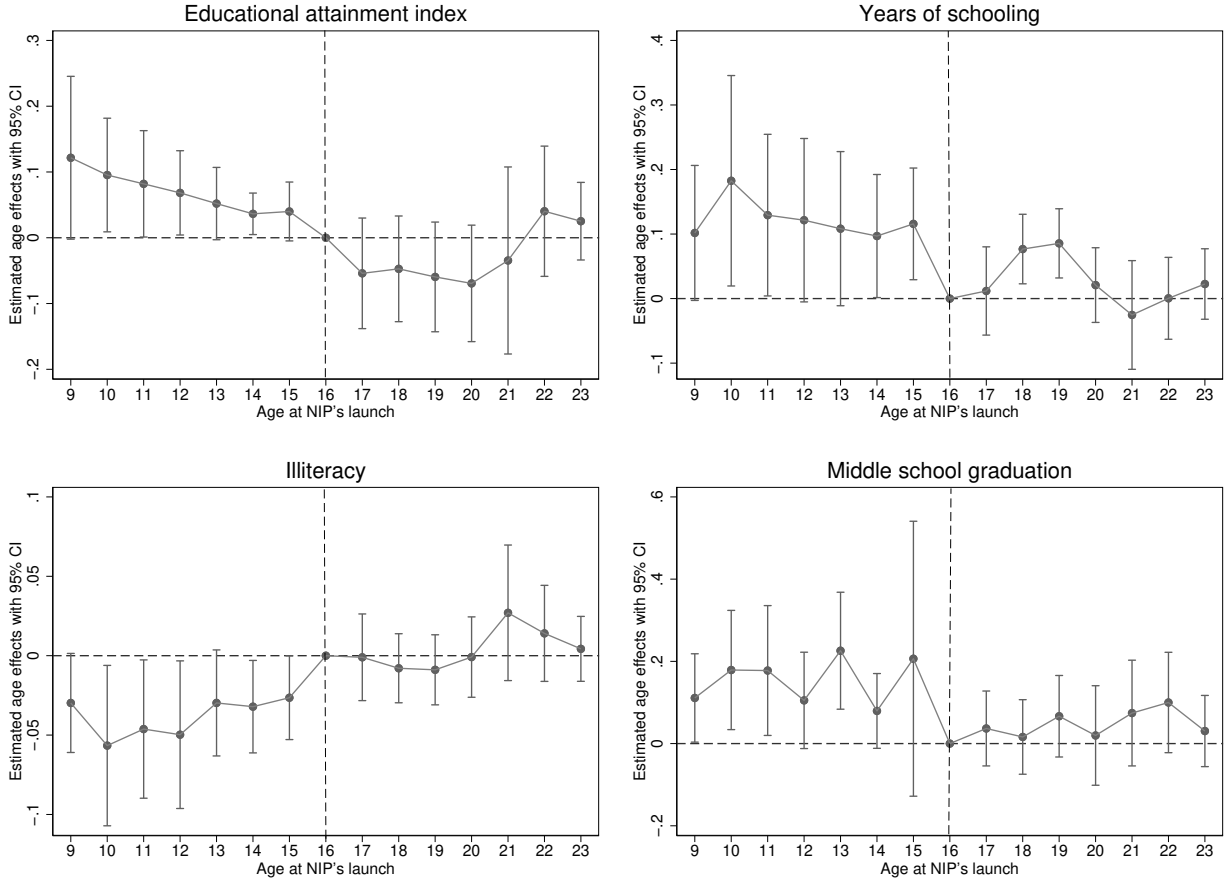 Educational attainment index
Estimated age effects with 95% CI
.3
.2
.1
0
-.1
-.2
9 10 11 12 13 14 15 16 17 18 19 20 21 22 23
Age at NIP's launch
Years of schooling
Estimated age effects with 95% CI
.4
.3
.2
.1
0
-.1
9 10 11 12 13 14 15 16 17 18 19 20 21 22 23
Age at NIP's launch
Illiteracy
Estimated age effects with 95% CI
.1
.05
0
-.05
-.1
9 10 11 12 13 14 15 16 17 18 19 20 21 22 23
Age at NIP's launch
Middle school graduation
Estimated age effects with 95% CI
.6
.4
.2
0
-.2
9 10 11 12 13 14 15 16 17 18 19 20 21 22 23
Age at NIP's launch